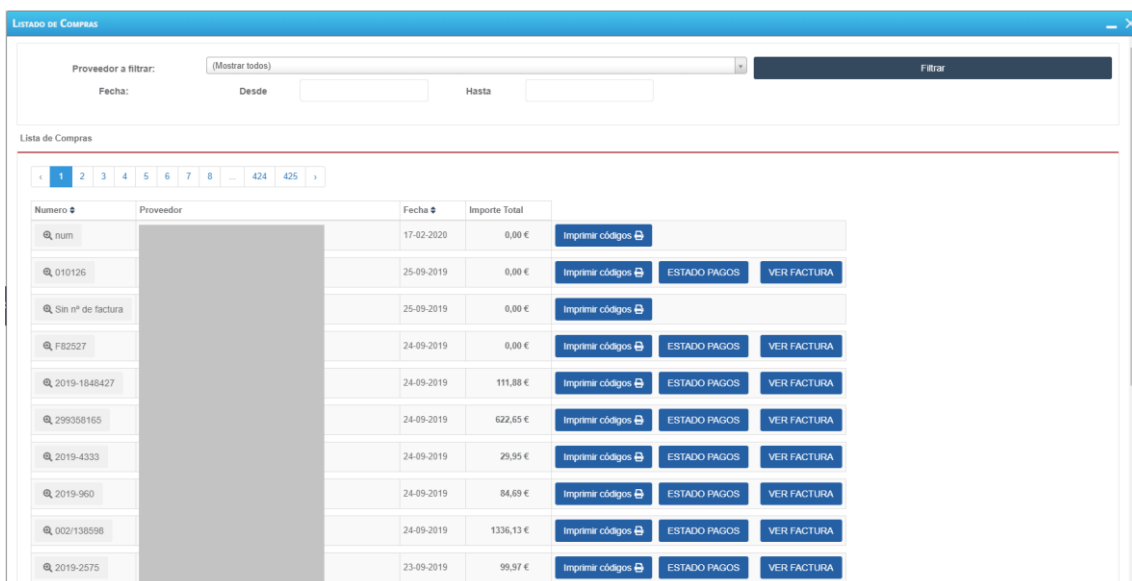 LISTADO DE COMPRAS
Proveedor a filtrar: (Mostrar todos) Filtrar
Fecha: Desde Hasta
Lista de Compras
‹ 1 2 3 4 5 6 7 8 ... 424 425 ›
Numero Proveedor Fecha Importe Total
num 17-02-2020 0,00 € Imprimir códigos
010126 25-09-2019 0,00 € Imprimir códigos ESTADO PAGOS VER FACTURA
Sin nº de factura 25-09-2019 0,00 € Imprimir códigos
F82527 24-09-2019 0,00 € Imprimir códigos ESTADO PAGOS VER FACTURA
2019-1848427 24-09-2019 111,88 € Imprimir códigos ESTADO PAGOS VER FACTURA
299358165 24-09-2019 622,65 € Imprimir códigos ESTADO PAGOS VER FACTURA
2019-4333 24-09-2019 29,95 € Imprimir códigos ESTADO PAGOS VER FACTURA
2019-960 24-09-2019 84,69 € Imprimir códigos ESTADO PAGOS VER FACTURA
002/138598 24-09-2019 1336,13 € Imprimir códigos ESTADO PAGOS VER FACTURA
2019-2575 23-09-2019 99,97 € Imprimir códigos ESTADO PAGOS VER FACTURA